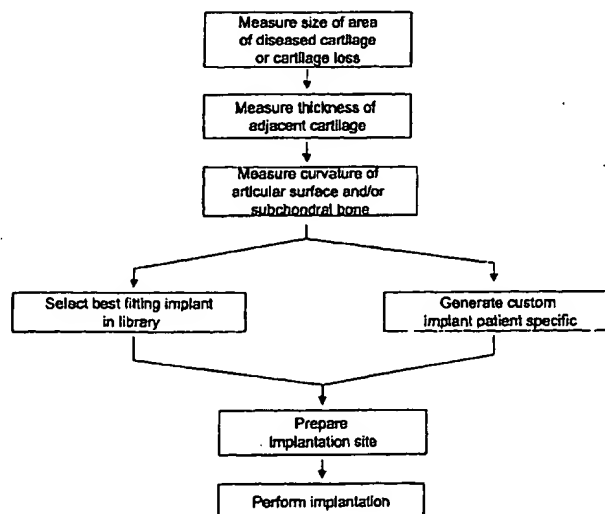 Measure size of area
of diseased cartilage
or cartilage loss
Measure thickness of
adjacent cartilage
Measure curvature of
articular surface and/or
subchondral bone
Select best fitting implant
in library
Generate custom
implant patient specific
Prepare
implantation site
Perform implantation